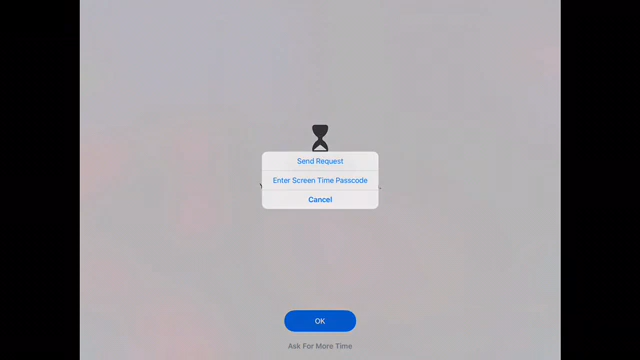 Send Request
Enter Screen Time Passcode
Cancel
OK
Ask For More Time